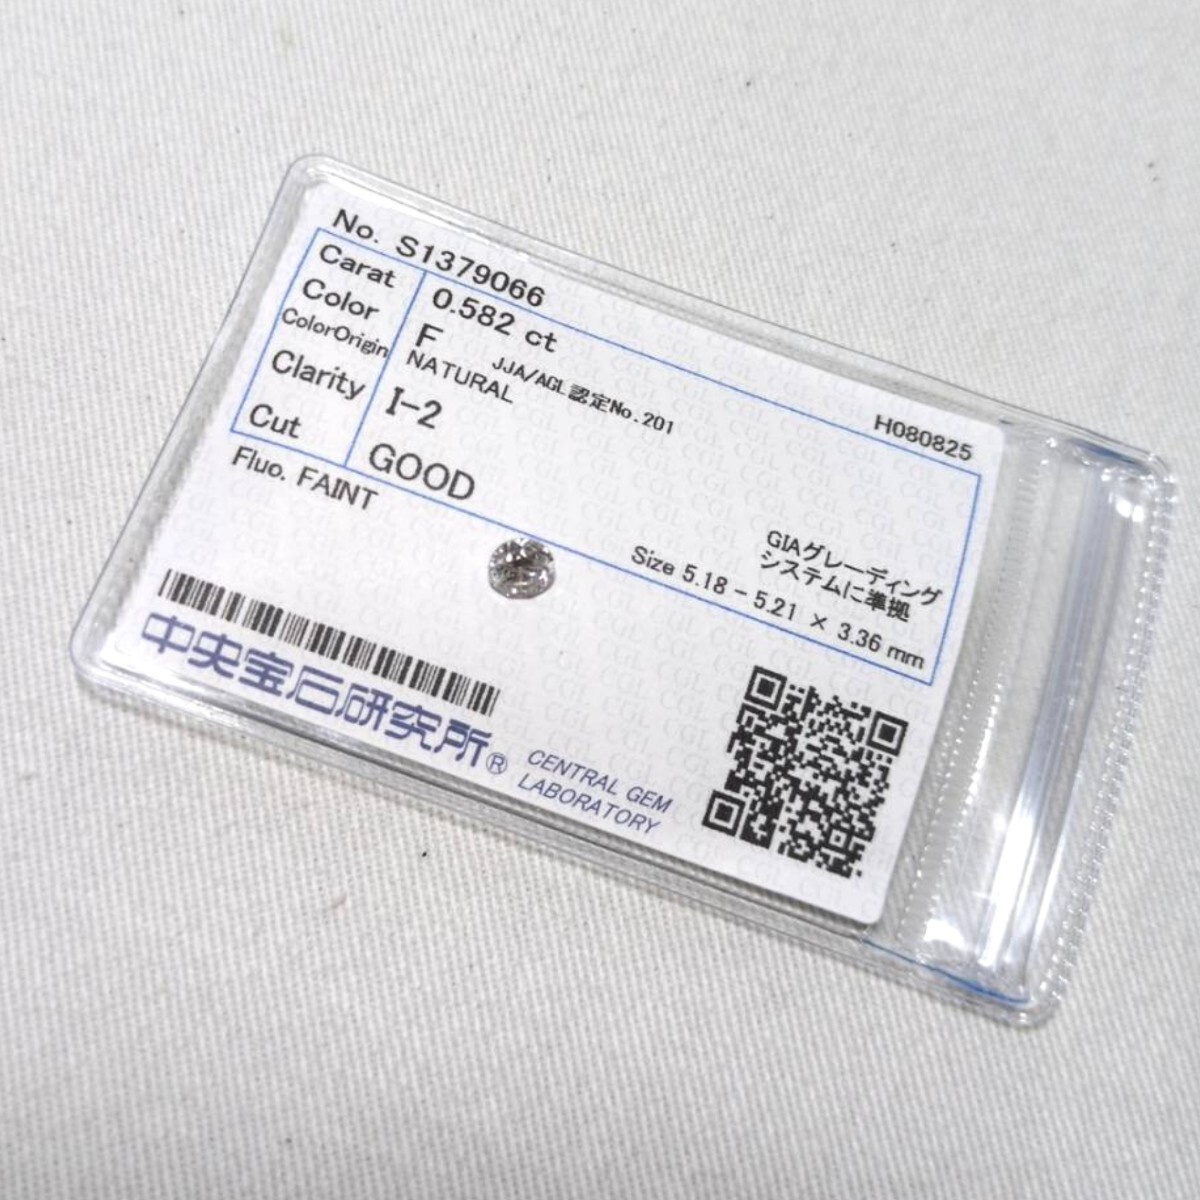 No. S1379066
H080825
Carat 0.582 ct
Color F JJA/AGL認定No.201
ColorOrigin NATURAL
Clarity I-2
Cut GOOD
GIAグレーディング
システムに準拠
Fluo. FAINT
Size 5.18 - 5.21 × 3.36 mm
中央宝石研究所®
CENTRAL GEM
LABORATORY